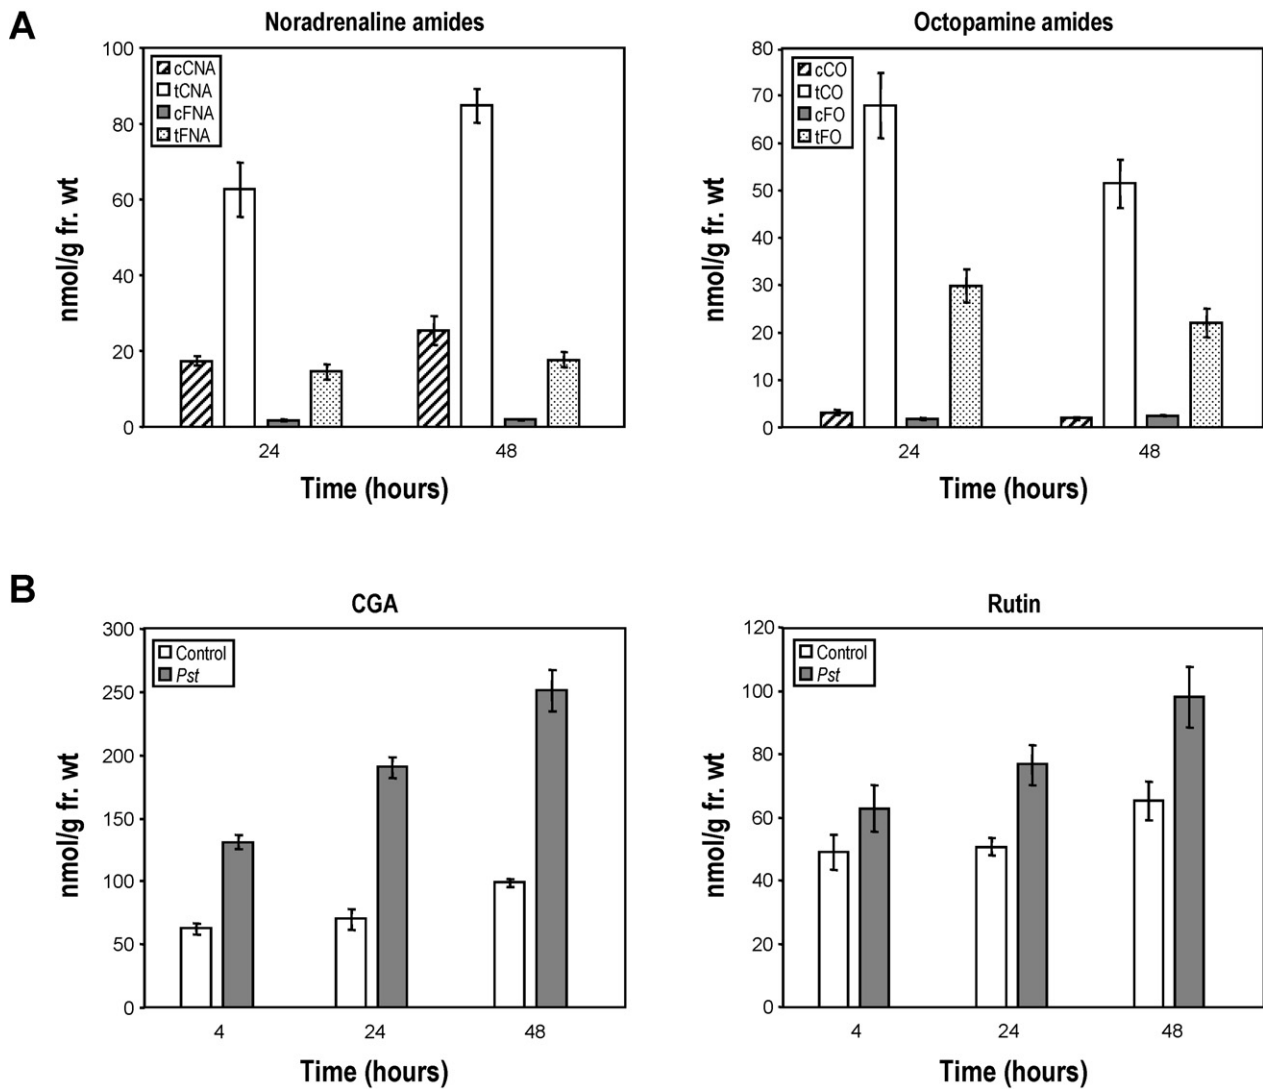 A
Noradrenaline amides
100
80
60
40
20
0
nmol/g fr. wt
cCNA
tCNA
cFNA
tFNA
24
48
Time (hours)
Octopamine amides
80
70
60
50
40
30
20
10
0
nmol/g fr. wt
cCO
tCO
cFO
tFO
24
48
Time (hours)
B
CGA
300
250
200
150
100
50
0
nmol/g fr. wt
Control
Pst
4
24
48
Time (hours)
Rutin
120
100
80
60
40
20
0
nmol/g fr. wt
Control
Pst
4
24
48
Time (hours)